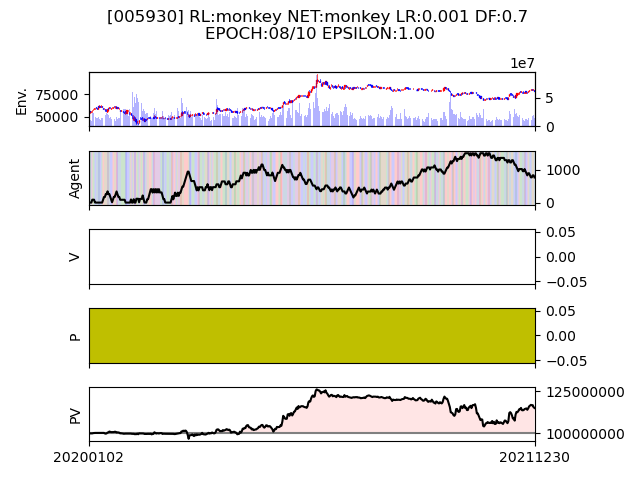 [005930] RL:monkey NET:monkey LR:0.001 DF:0.7
EPOCH:08/10 EPSILON:1.00
1e7
Env.
75000
50000
5
0
Agent
1000
0
V
0.05
0.00
−0.05
P
0.05
0.00
−0.05
PV
125000000
100000000
20200102
20211230